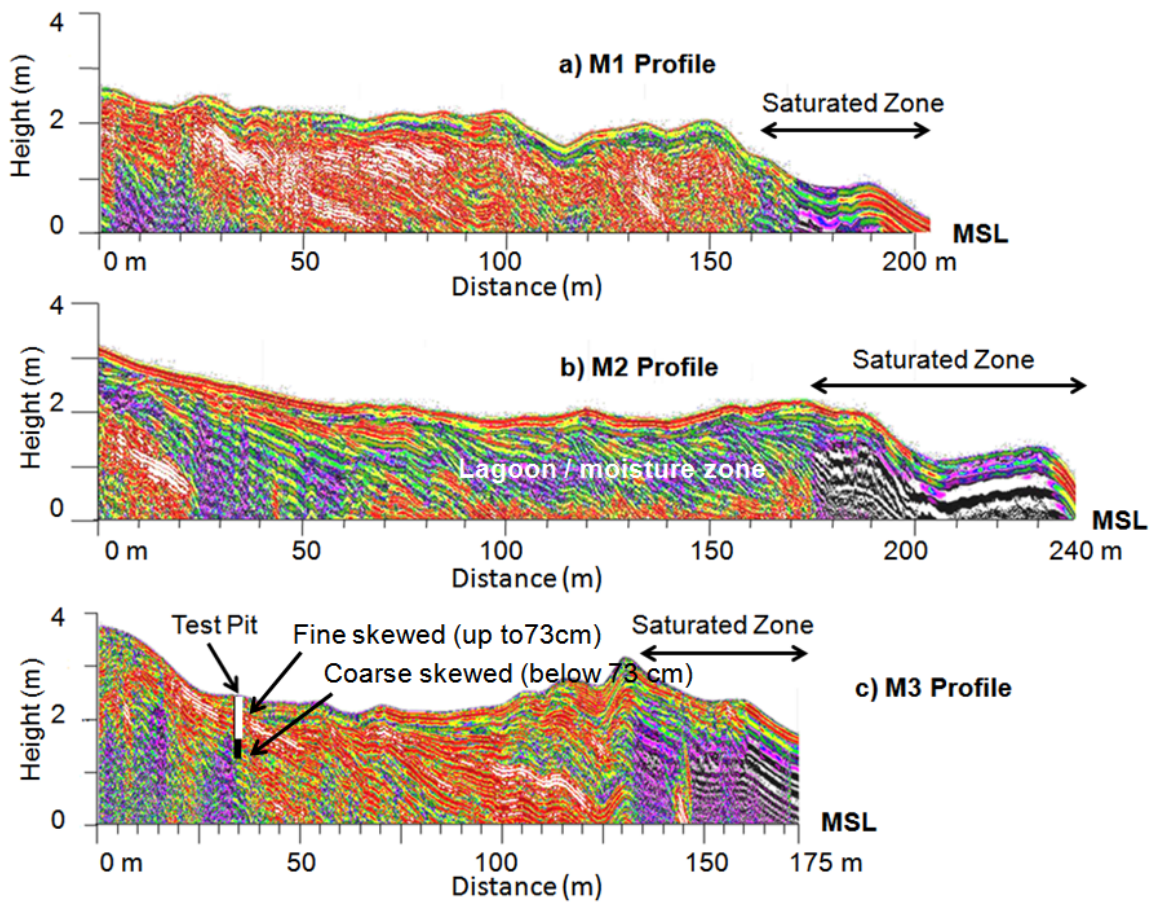 4
a) M1 Profile
Saturated Zone
Height (m)
2
0
MSL
0 m 50 100 150 200 m
Distance (m)
4
b) M2 Profile
Saturated Zone
Height (m)
2
Lagoon / moisture zone
0
MSL
0 m 50 100 150 200 240 m
Distance (m)
4
Test Pit
Fine skewed (up to73cm)
Saturated Zone
Coarse skewed (below 73 cm)
c) M3 Profile
Height (m)
2
0
MSL
0 m 50 100 150 175 m
Distance (m)